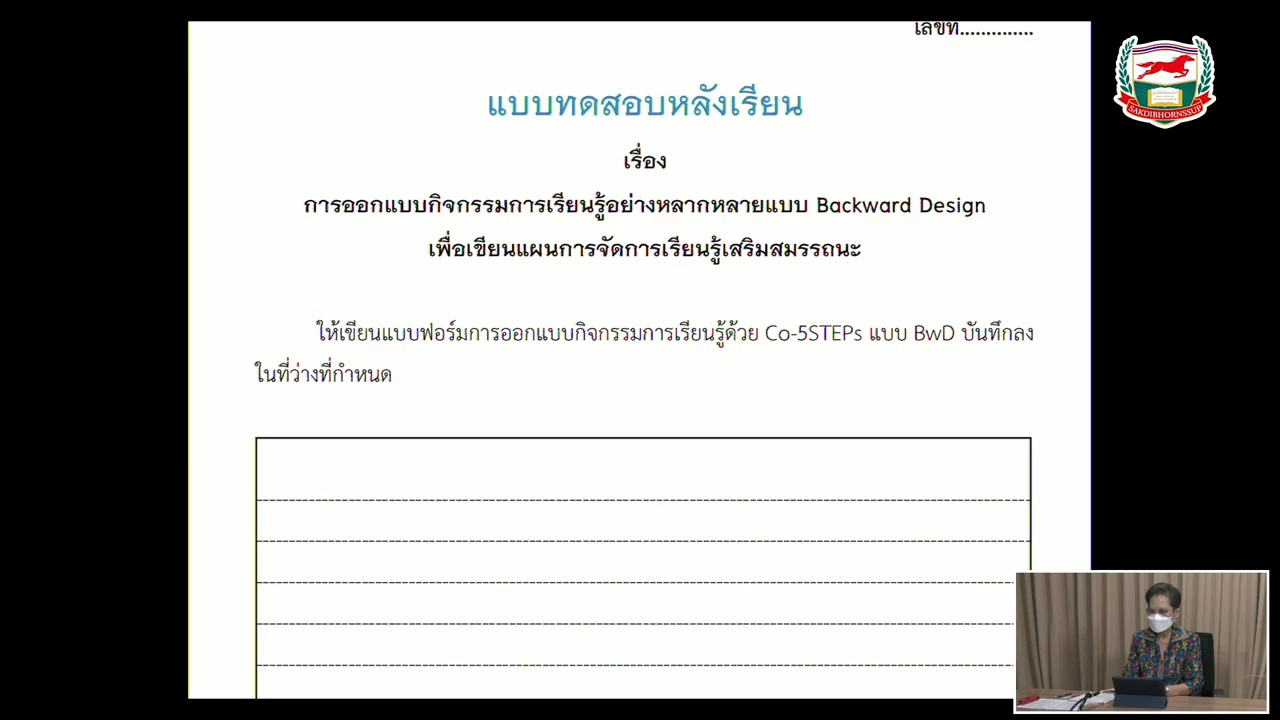 เลขที่..............
แบบทดสอบหลังเรียน
เรื่อง
การออกแบบกิจกรรมการเรียนรู้อย่างหลากหลายแบบ Backward Design
เพื่อเขียนแผนการจัดการเรียนรู้เสริมสมรรถนะ
ให้เขียนแบบฟอร์มการออกแบบกิจกรรมการเรียนรู้ด้วย Co-5STEPs แบบ BwD บันทึกลง
ในที่ว่างที่กำหนด
SAKDIBHORNSSUP